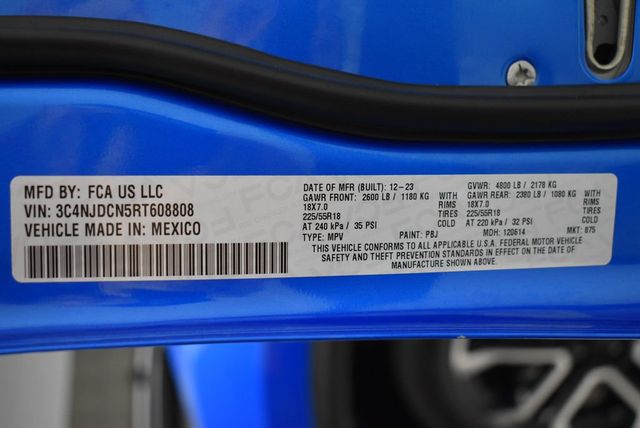 MFD BY: FCA US LLC
VIN: 3C4NJDCN5RT608808
VEHICLE MADE IN: MEXICO
DATE OF MFR (BUILT): 12-23
GAWR FRONT: 2600 LB / 1180 KG WITH
18X7.0 RIMS
225/55R18 TIRES
AT 240 kPa / 35 PSI COLD
TYPE: MPV PAINT: PBJ
GVWR: 4800 LB / 2178 KG
GAWR REAR: 2380 LB / 1080 KG WITH
18X7.0 RIMS
225/55R18 TIRES
AT 220 kPa / 32 PSI COLD
MDH: 120614 MKT: 875
THIS VEHICLE CONFORMS TO ALL APPLICABLE U.S.A. FEDERAL MOTOR VEHICLE
SAFETY AND THEFT PREVENTION STANDARDS IN EFFECT ON THE DATE OF
MANUFACTURE SHOWN ABOVE.